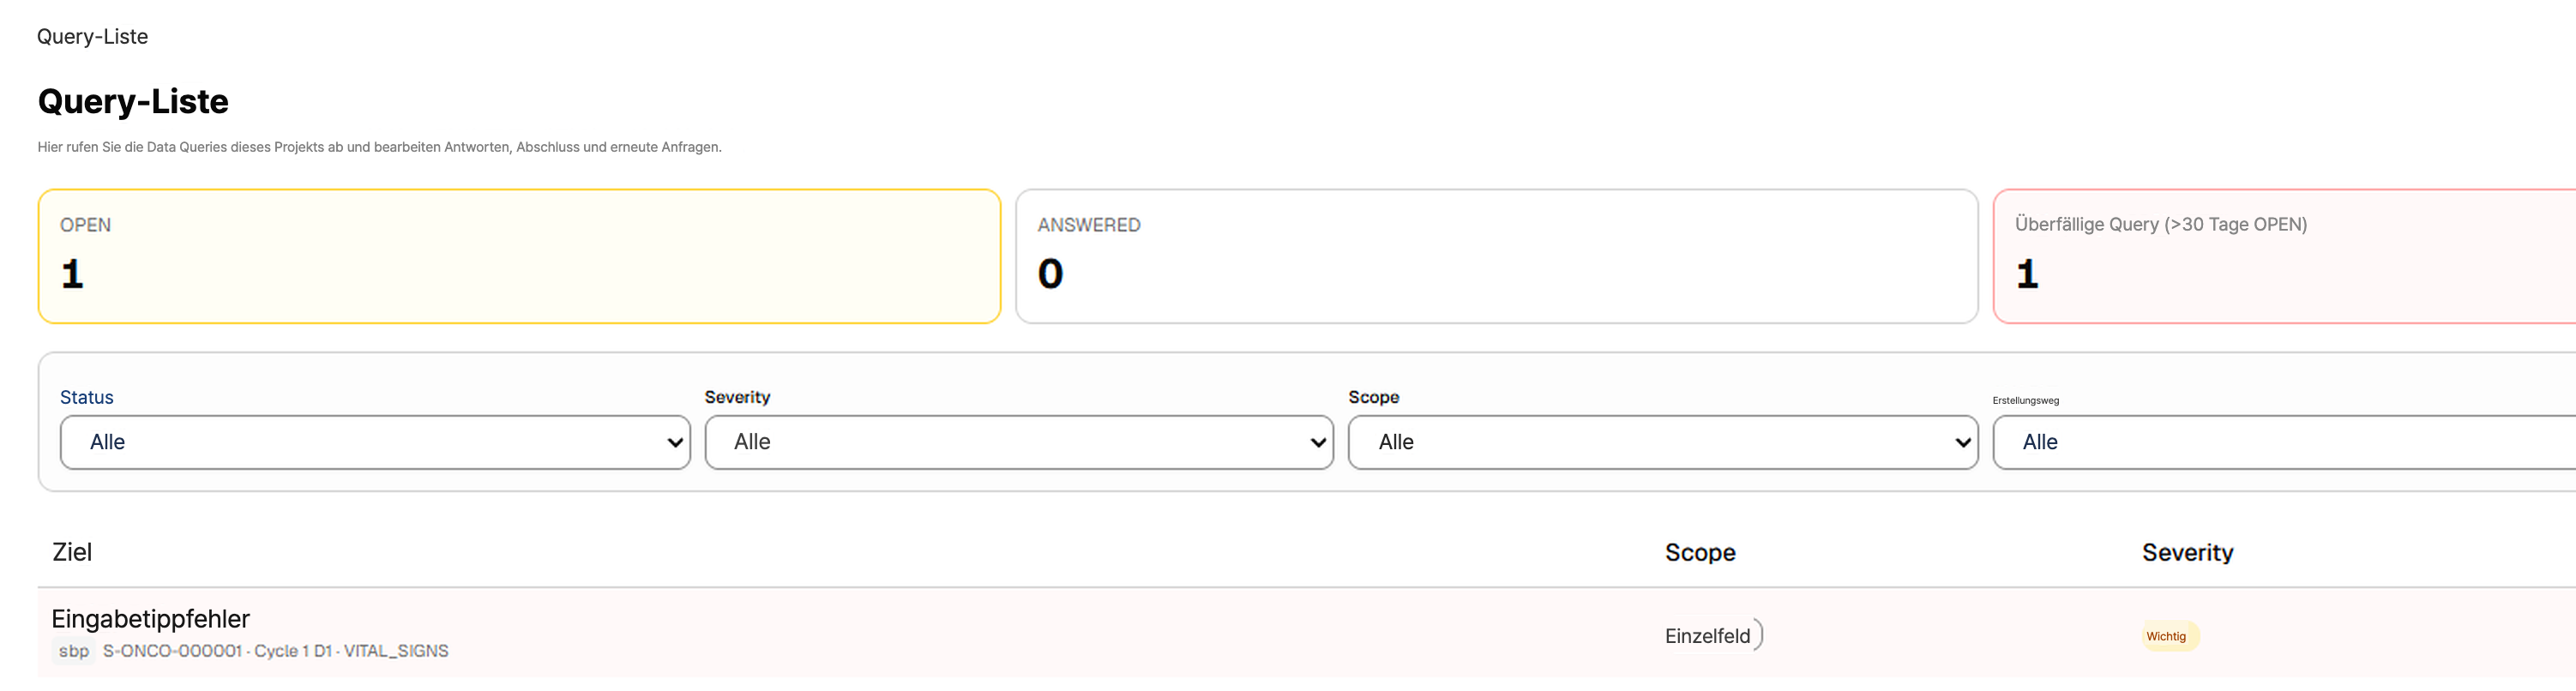 Query-Liste
Query-Liste
Hier rufen Sie die Data Queries dieses Projekts ab und bearbeiten Antworten, Abschluss und erneute Anfragen.
OPEN
1
ANSWERED
0
Überfällige Query (>30 Tage OPEN)
1
Status
Alle
Severity
Alle
Scope
Alle
Erstellungsweg
Alle
Ziel Scope Severity
Eingabetippfehler
sbp S-ONCO-000001 · Cycle 1 D1 · VITAL_SIGNS
Einzelfeld
Wichtig